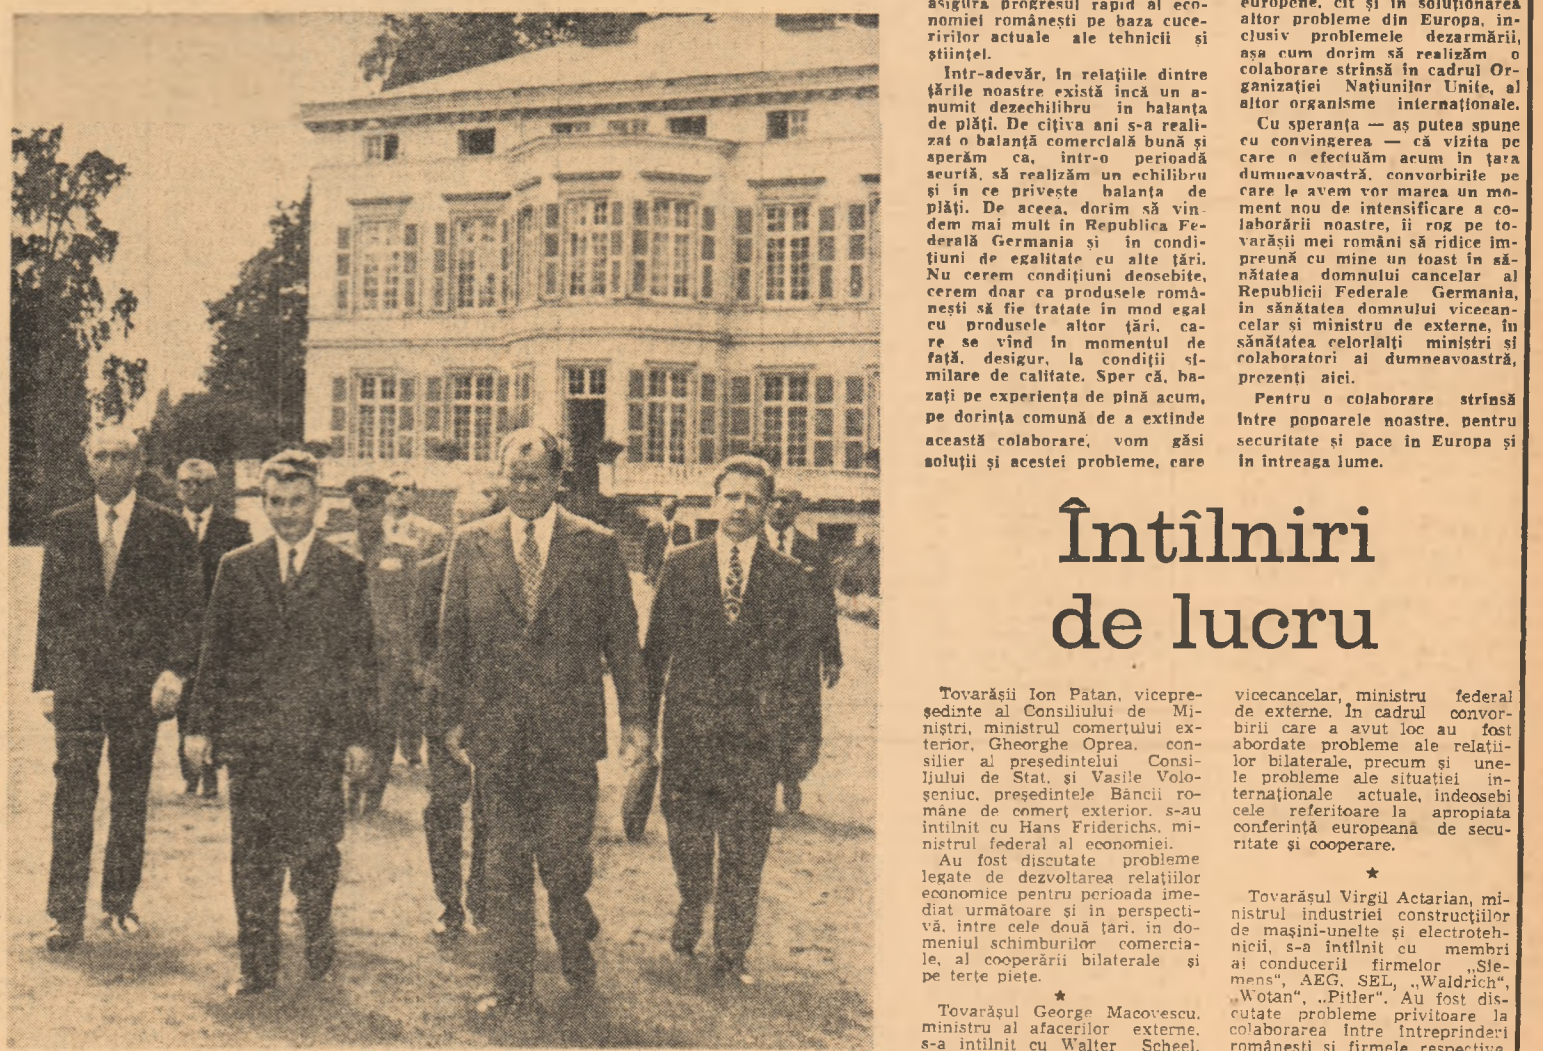 asigura progresul rapid al eco-
nomiei românești pe baza cuce-
ririlor actuale ale tehnicii și
științei.
Intr-adevăr, în relațiile dintre
țările noastre există încă un a-
numit dezechilibru in balanța
de plăți. De cîțiva ani s-a reali-
zat o balanță comercială bună și
sperăm ca, intr-o perioadă
scurtă, să realizăm un echilibru
și in ce privește balanța de
plăți. De aceea, dorim să vin-
dem mai mult in Republica Fe-
derală Germania și în condi-
țiuni de egalitate cu alte țări.
Nu cerem condițiuni deosebite,
cerem doar ca produsele româ-
nești să fie tratate in mod egal
cu produsele altor țări, ca-
re se vînd în momentul de
față, desigur, la condiții si-
milare de calitate. Sper că, ba-
zați pe experiența de pînă acum,
pe dorința comună de a extinde
această colaborare, vom găsi
soluții și acestei probleme, care
europene, cit și in soluționarea
altor probleme din Europa, in-
clusiv problemele dezarmării,
așa cum dorim să realizăm o
colaborare strînsă în cadrul Or-
ganizației Națiunilor Unite, al
altor organisme internaționale.
Cu speranța — aș putea spune
cu convingerea — că vizita pe
care o efectuăm acum în țara
dumneavoastră, convorbirile pe
care le avem vor marca un mo-
ment nou de intensificare a co-
laborării noastre, îi rog pe to-
varășii mei români să ridice îm-
preună cu mine un toast în să-
nătatea domnului cancelar al
Republicii Federale Germania,
in sănătatea domnului vicecan-
celar și ministru de externe, în
sănătatea celorlalți miniștri și
colaboratori ai dumneavoastră,
prezenți aici.
Pentru o colaborare strînsă
între popoarele noastre, pentru
securitate și pace în Europa și
în întreaga lume.
Întîlniri
de lucru
Tovarășii Ion Pățan, vicepre-
ședinte al Consiliului de Mi-
niștri, ministrul comerțului ex-
terior, Gheorghe Oprea, con-
silier al președintelui Consi-
liului de Stat, și Vasile Volo-
șeniuc, președintele Băncii ro-
mâne de comerț exterior, s-au
întîlnit cu Hans Friderichs, mi-
nistrul federal al economiei.
Au fost discutate probleme
legate de dezvoltarea relațiilor
economice pentru perioada ime-
diat următoare și în perspecti-
vă, intre cele două țări, in do-
meniul schimburilor comercia-
le, al cooperării bilaterale și
pe terțe piețe.
★
Tovarășul George Macovescu,
ministru al afacerilor externe,
s-a întîlnit cu Walter Scheel,
vicecancelar, ministru federal
de externe. În cadrul convor-
birii care a avut loc au fost
abordate probleme ale relații-
lor bilaterale, precum și une-
le probleme ale situației in-
ternaționale actuale, îndeosebi
cele referitoare la apropiata
conferință europeană de secu-
ritate și cooperare.
★
Tovarășul Virgil Actarian, mi-
nistrul industriei construcțiilor
de mașini-unelte și electroteh-
nicii, s-a întîlnit cu membri
ai conducerii firmelor „Sie-
mens“, AEG, SEL, „Waldrich“,
„Wotan“, „Pitler“. Au fost dis-
cutate probleme privitoare la
colaborarea între întreprinderi
românești și firmele respective.